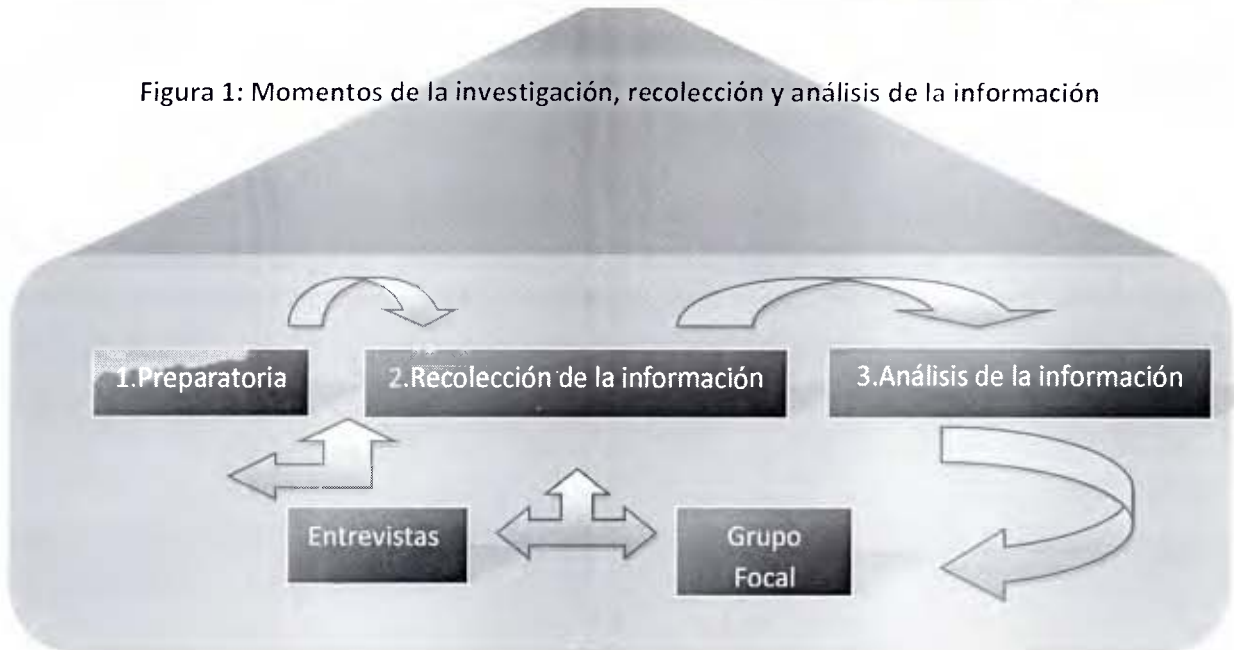 Figura 1: Momentos de la investigación, recolección y análisis de la información
1.Preparatoria
2.Recolección de la información
3.Análisis de la información
Entrevistas
Grupo
Focal